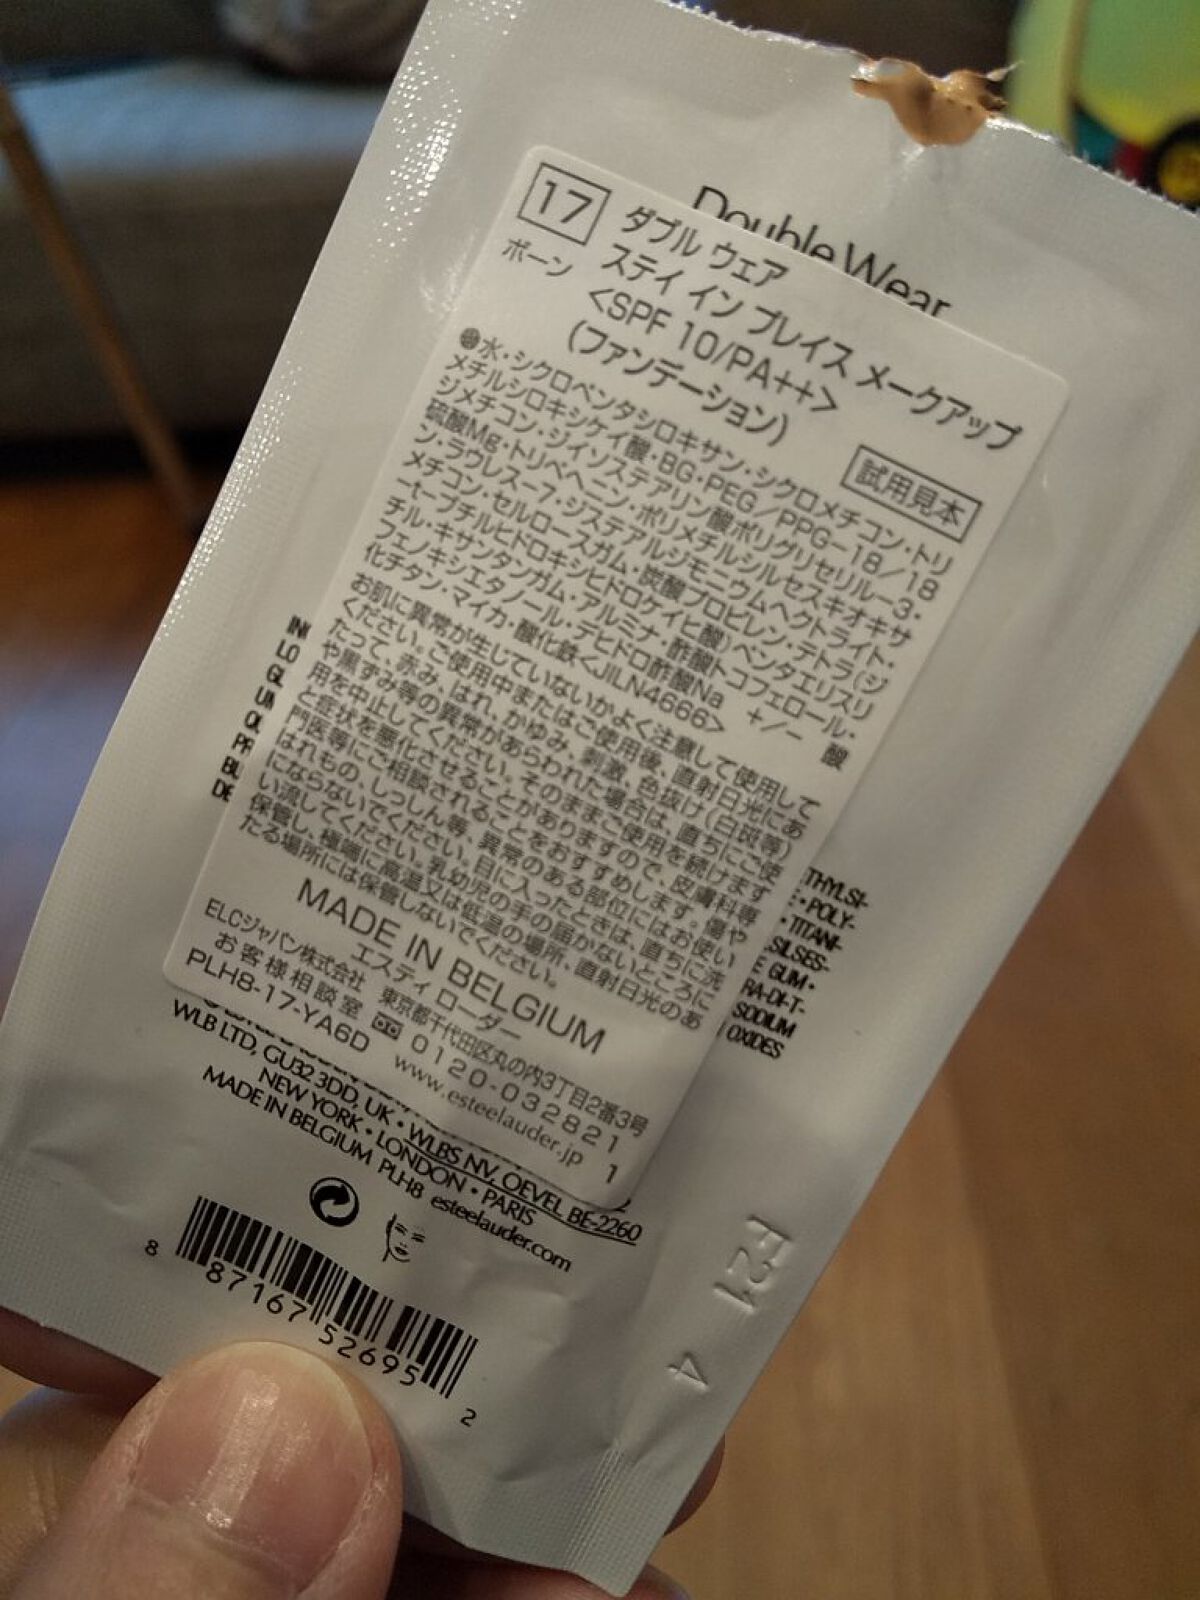 Double Wear
17
ボーン
ダブル ウェア
ステイ イン プレイス メークアップ
<SPF 10/PA++>
(ファンデーション)
試用見本
●水・シクロペンタシロキサン・シクロメチコン・トリ
メチルシロキシケイ酸・BG・PEG/PPG-18/18
ジメチコン・ジイソステアリン酸ポリグリセリル-3・
硫酸Mg・トリベヘニン・ポリメチルシルセスキオキサ
ン・ラウレス-7・ジステアルジモニウムヘクトライト・
メチコン・セルロースガム・炭酸プロピレン・テトラ(ジ
-t-ブチルヒドロキシヒドロケイヒ酸)ペンタエリスリ
チル・キサンタンガム・アルミナ・酢酸トコフェロール・
フェノキシエタノール・デヒドロ酢酸Na +/- 酸
化チタン・マイカ・酸化鉄<JILN4666>
お肌に異常が生じていないかよく注意して使用して
ください。ご使用中またはご使用後、直射日光にあ
たって、赤み、はれ、かゆみ、刺激、色抜け(白斑等)
や黒ずみ等の異常があらわれた場合は、直ちにご使
用を中止してください。そのままご使用を続けます
と症状を悪化させることがありますので、皮膚科専
門医等にご相談されることをおすすめします。傷や
はれもの、しっしん等、異常のある部位にはお使い
にならないでください。目に入ったときは、直ちに洗
い流してください。乳幼児の手の届かないところに
保管し、極端に高温又は低温の場所、直射日光のあ
たる場所には保管しないでください。
MADE IN BELGIUM
エスティ ローダー
ELCジャパン株式会社 東京都千代田区丸の内3丁目2番3号
お客様相談室 0120-032821
PLH8-17-YA6D www.esteelauder.jp 1
THYLSI-
POLY-
TITANI-
SILSES-
E GUM•
RA-DI-T-
SODIUM
OXIDES
WLB LTD, GU32 3DD, UK • WLBS NV, OEVEL BE-2260
NEW YORK • LONDON • PARIS
MADE IN BELGIUM PLH8 esteelauder.com
8 87167 52695 2
F21
A